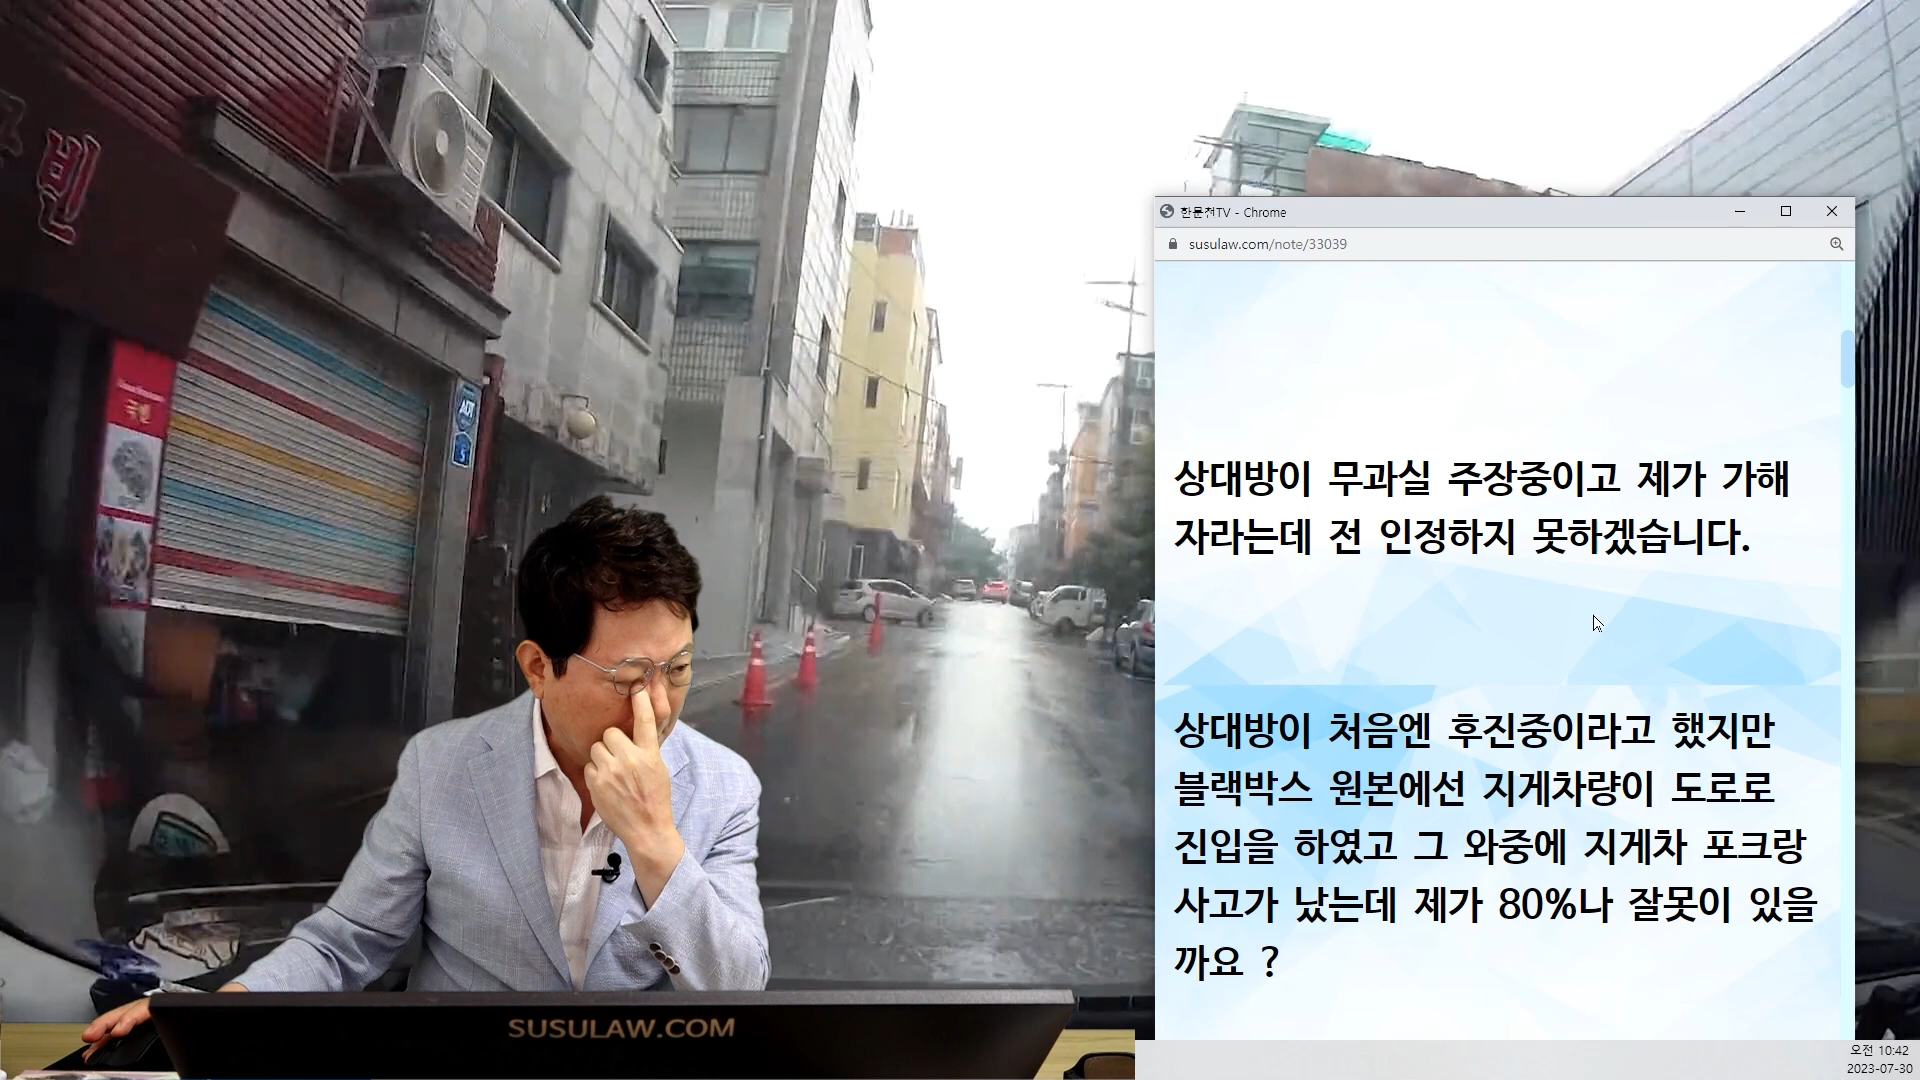 빈
국빈
ADT
한문철TV - Chrome
susulaw.com/note/33039
상대방이 무과실 주장중이고 제가 가해
자라는데 전 인정하지 못하겠습니다.
상대방이 처음엔 후진중이라고 했지만
블랙박스 원본에선 지게차량이 도로로
진입을 하였고 그 와중에 지게차 포크랑
사고가 났는데 제가 80%나 잘못이 있을
까요 ?
SUSULAW.COM
오전 10:42
2023-07-30